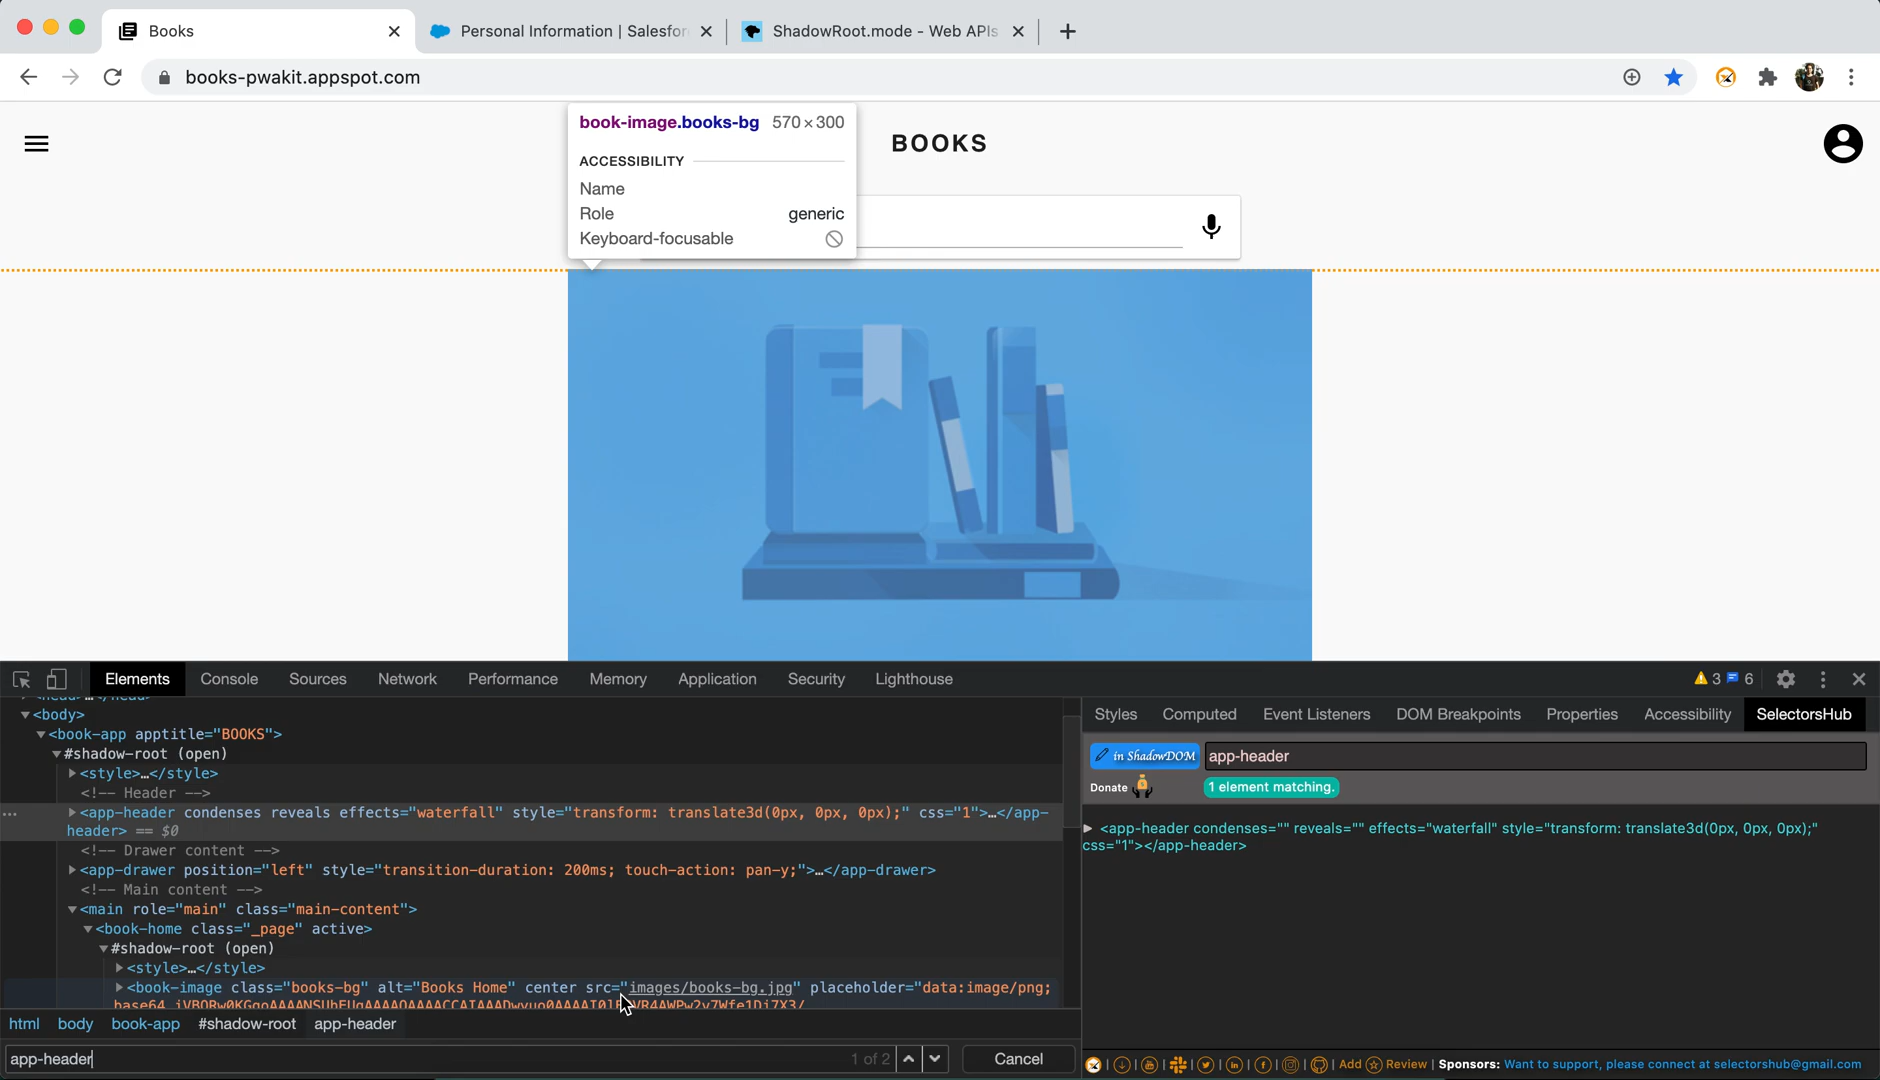 Books
Personal Information | Salesfor
ShadowRoot.mode - Web APIs
books-pwakit.appspot.com
book-image.books-bg 570×300
ACCESSIBILITY
Name
Role generic
Keyboard-focusable
BOOKS
Elements Console Sources Network Performance Memory Application Security Lighthouse
3 6
<body>
<book-app apptitle="BOOKS">
#shadow-root (open)
<style>…</style>
<!-- Header -->
<app-header condenses reveals effects="waterfall" style="transform: translate3d(0px, 0px, 0px);" css="1">…</app-
header> == $0
<!-- Drawer content -->
<app-drawer position="left" style="transition-duration: 200ms; touch-action: pan-y;">…</app-drawer>
<!-- Main content -->
<main role="main" class="main-content">
<book-home class="_page" active>
#shadow-root (open)
<style>…</style>
<book-image class="books-bg" alt="Books Home" center src="images/books-bg.jpg" placeholder="data:image/png;
html body book-app #shadow-root app-header
app-header 1 of 2 Cancel
Styles Computed Event Listeners DOM Breakpoints Properties Accessibility SelectorsHub
in ShadowDOM app-header
Donate 1 element matching.
<app-header condenses="" reveals="" effects="waterfall" style="transform: translate3d(0px, 0px, 0px);"
css="1"></app-header>
Add Review | Sponsors: Want to support, please connect at selectorshub@gmail.com